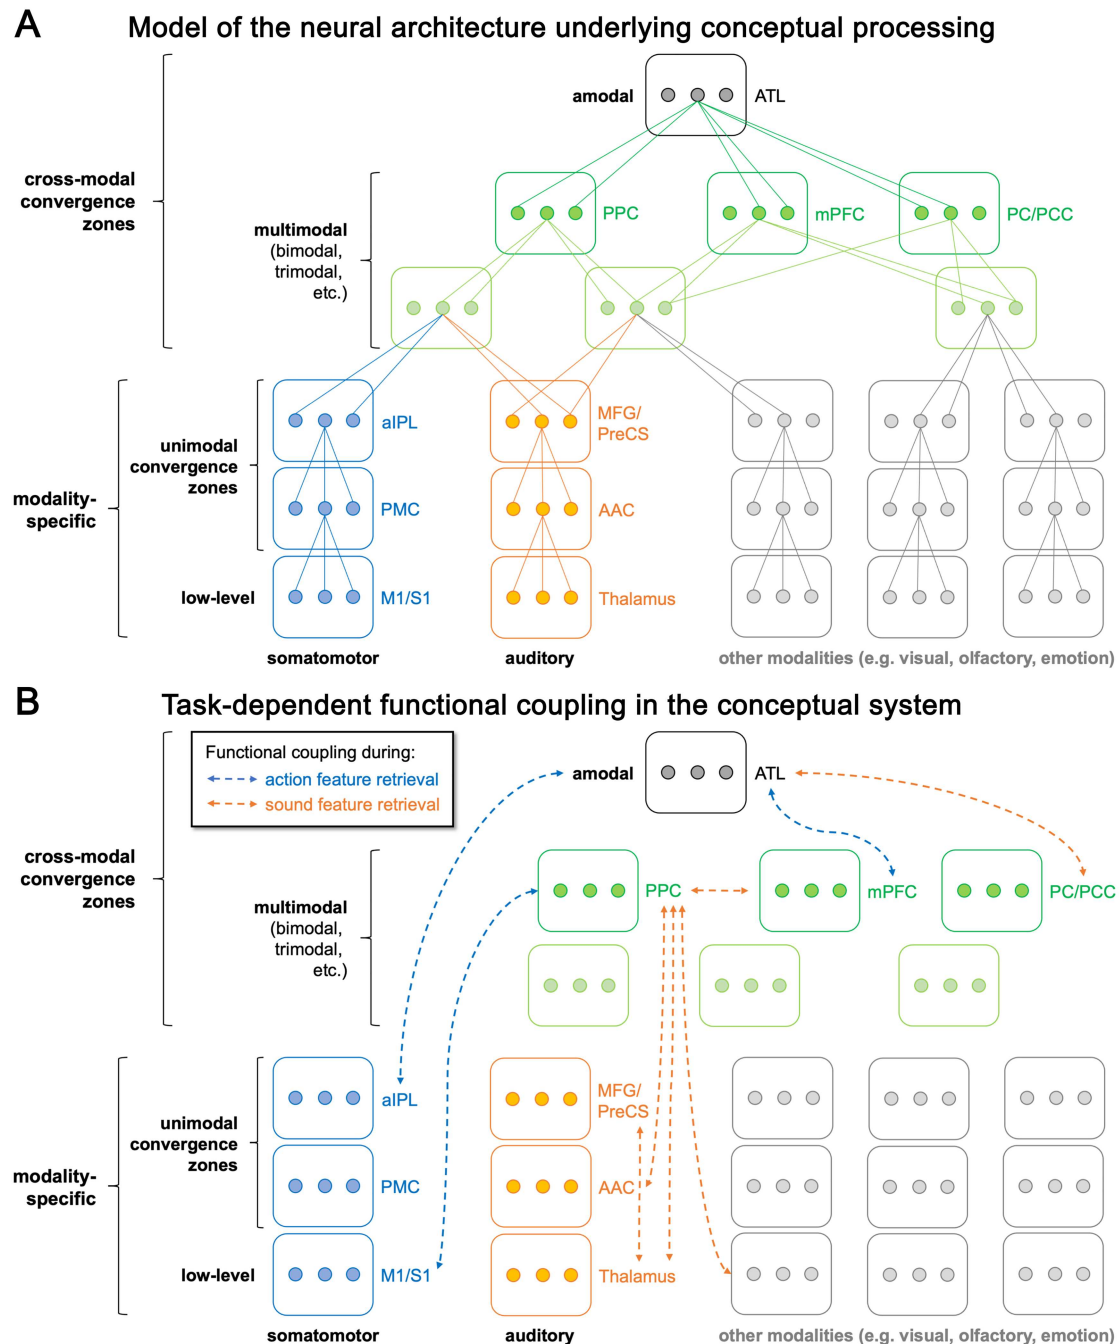 A
Model of the neural architecture underlying conceptual processing
amodal
ATL
cross-modal
convergence
zones
multimodal
(bimodal,
trimodal,
etc.)
PPC
mPFC
PC/PCC
modality-
specific
unimodal
convergence
zones
aIPL
MFG/
PreCS
PMC
AAC
low-level
M1/S1
Thalamus
somatomotor
auditory
other modalities (e.g. visual, olfactory, emotion)
B
Task-dependent functional coupling in the conceptual system
Functional coupling during:
action feature retrieval
sound feature retrieval
amodal
ATL
cross-modal
convergence
zones
multimodal
(bimodal,
trimodal,
etc.)
PPC
mPFC
PC/PCC
modality-
specific
unimodal
convergence
zones
aIPL
MFG/
PreCS
PMC
AAC
low-level
M1/S1
Thalamus
somatomotor
auditory
other modalities (e.g. visual, olfactory, emotion)